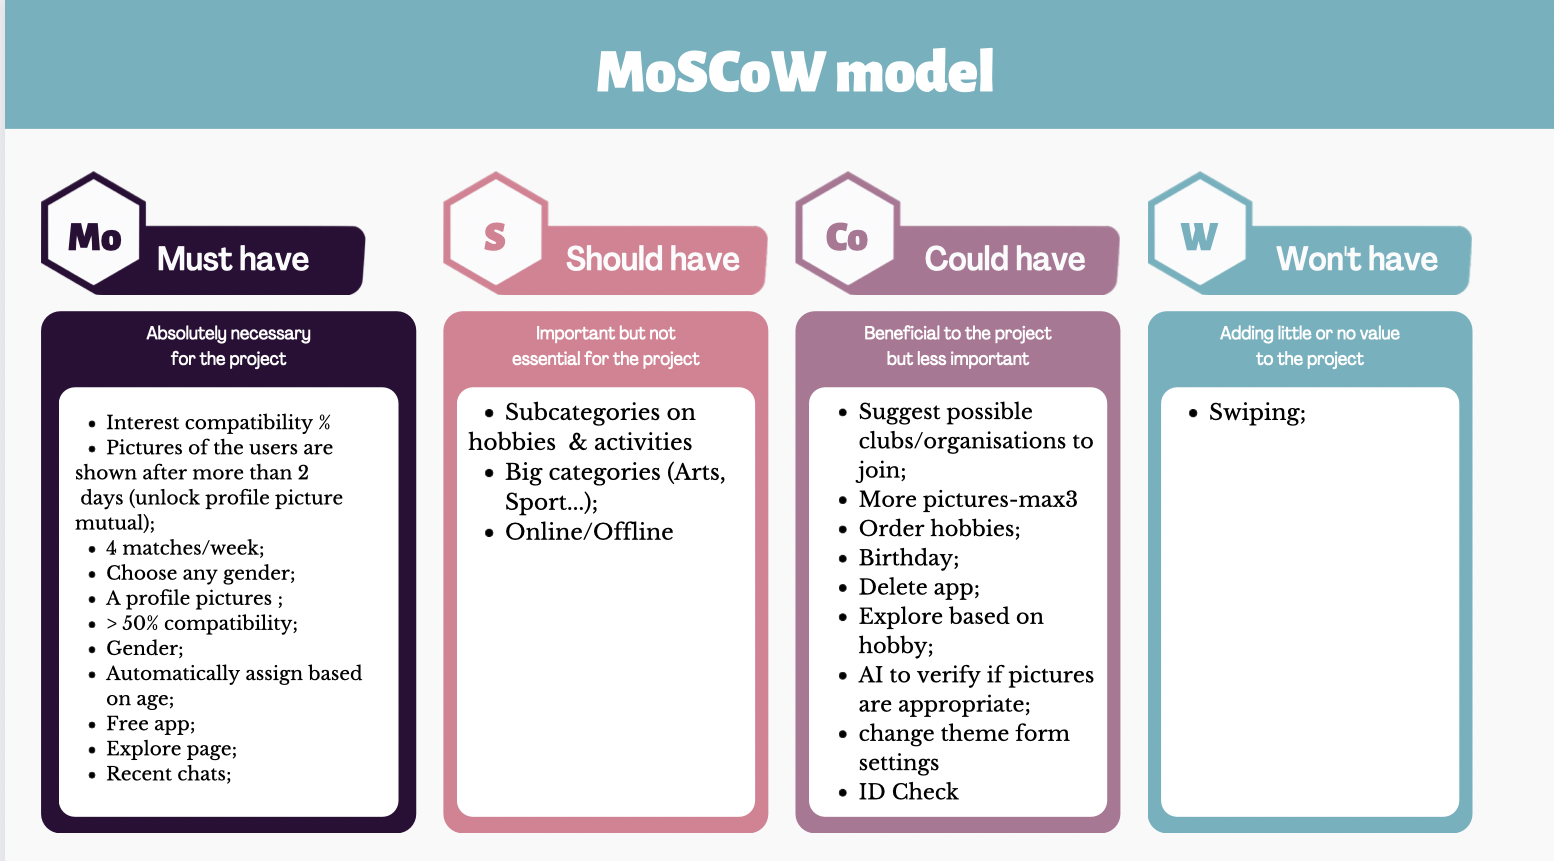 MoSCoW model
Mo
Must have
Absolutely necessary
for the project
• Interest compatibility %
• Pictures of the users are
shown after more than 2
days (unlock profile picture
mutual);
• 4 matches/week;
• Choose any gender;
• A profile pictures ;
• > 50% compatibility;
• Gender;
• Automatically assign based
on age;
• Free app;
• Explore page;
• Recent chats;
S
Should have
Important but not
essential for the project
• Subcategories on
hobbies & activities
• Big categories (Arts,
Sport...);
• Online/Offline
Co
Could have
Beneficial to the project
but less important
• Suggest possible
clubs/organisations to
join;
• More pictures-max3
• Order hobbies;
• Birthday;
• Delete app;
• Explore based on
hobby;
• AI to verify if pictures
are appropriate;
• change theme form
settings
• ID Check
W
Won't have
Adding little or no value
to the project
• Swiping;